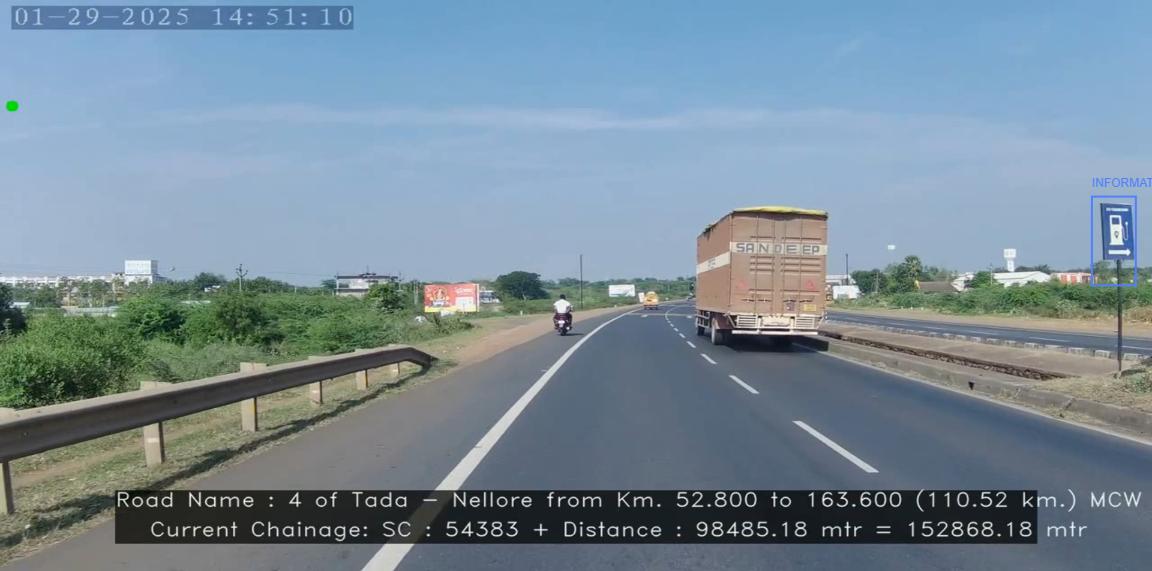 01-29-2025 14:51:10
INFORMAT
SANDEEP
Road Name : 4 of Tada - Nellore from Km. 52.800 to 163.600 (110.52 km.) MCW
Current Chainage: SC : 54383 + Distance : 98485.18 mtr = 152868.18 mtr